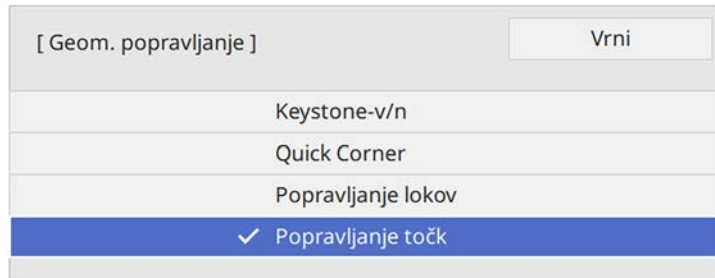 [ Geom. popravljanje ] Vrni
Keystone-v/n
Quick Corner
Popravljanje lokov
Popravljanje točk